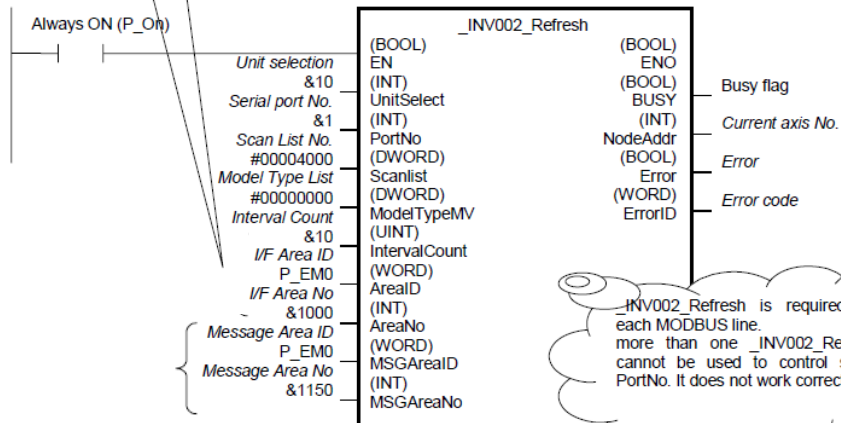 Always ON (P_On)
_INV002_Refresh
(BOOL)
EN
(BOOL)
ENO
Unit selection
&10
(INT)
UnitSelect
(BOOL)
BUSY
Busy flag
Serial port No.
&1
(INT)
PortNo
(INT)
NodeAddr
Current axis No.
Scan List No.
#00004000
(DWORD)
Scanlist
(BOOL)
Error
Error
Model Type List
#00000000
(DWORD)
ModelTypeMV
(WORD)
ErrorID
Error code
Interval Count
&10
(UINT)
IntervalCount
I/F Area ID
P_EM0
(WORD)
AreaID
I/F Area No
&1000
(INT)
AreaNo
Message Area ID
P_EM0
(WORD)
MSGAreaID
Message Area No
&1150
(INT)
MSGAreaNo
_INV002_Refresh is required
each MODBUS line.
more than one _INV002_Re
cannot be used to control s
PortNo. It does not work correc